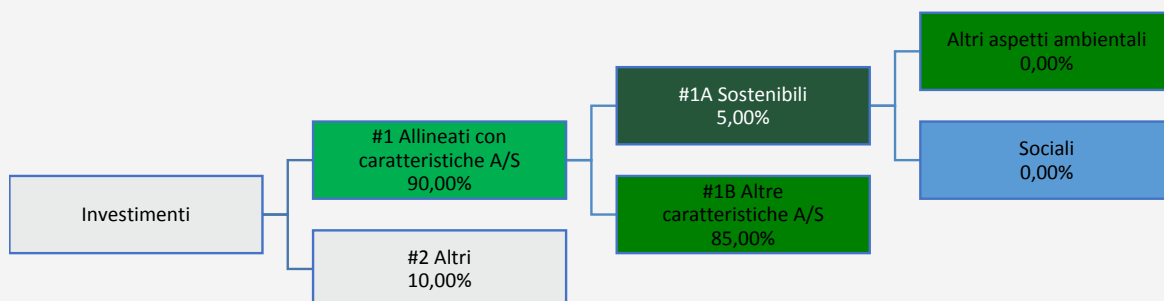 Investimenti
#1 Allineati con
caratteristiche A/S
90,00%
#2 Altri
10,00%
#1A Sostenibili
5,00%
#1B Altre
caratteristiche A/S
85,00%
Altri aspetti ambientali
0,00%
Sociali
0,00%